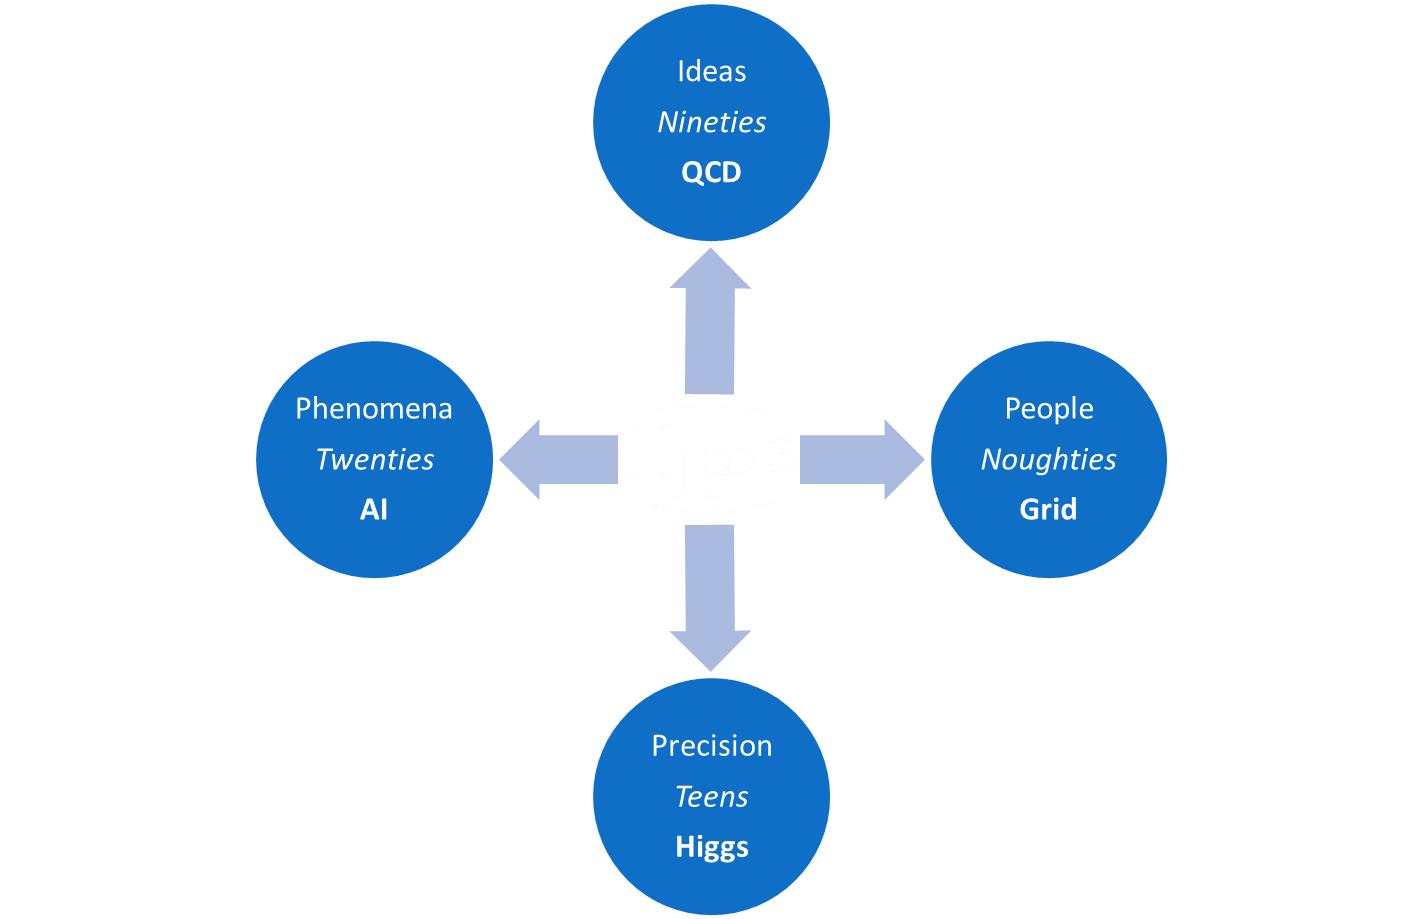 Ideas
Nineties
QCD
Phenomena
Twenties
AI
People
Noughties
Grid
Precision
Teens
Higgs